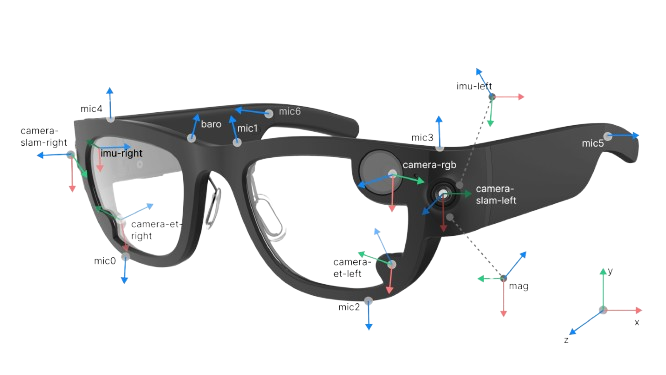 imu-left
mic4
mic6
baro
mic1
camera-
slam-right
mic3
mic5
imu-right
camera-rgb
camera-
slam-left
camera-et-
right
mic0
camera-
et-left
mag
mic2
y
x
z